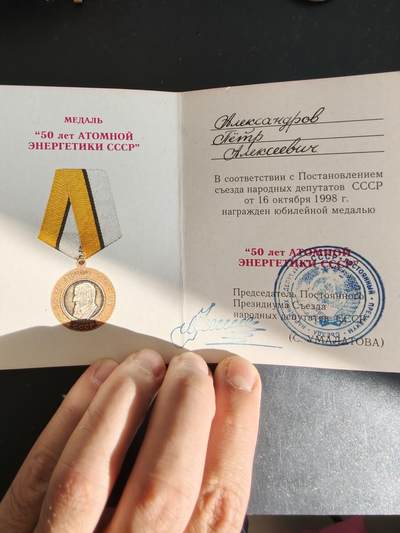 МЕДАЛЬ
“50 лет АТОМНОЙ
ЭНЕРГЕТИКИ СССР”
Александров
Пётр
Алексеевич
В соответствии с Постановлением
съезда народных депутатов СССР
от 16 октября 1998 г.
награжден юбилейной медалью
“50 лет АТОМНОЙ
ЭНЕРГЕТИКИ СССР”
Председатель Постоянного
Президиума Съезда
народных депутатов СССР
(С. УМАЛАТОВА)